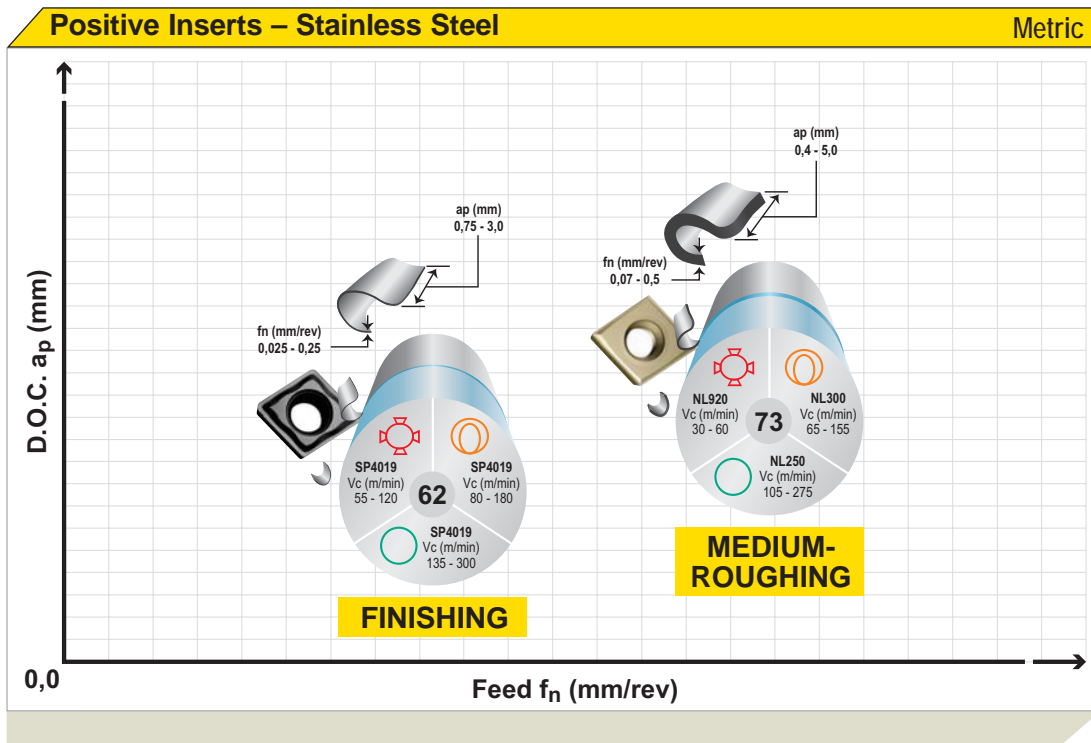 Positive Inserts – Stainless Steel
Metric
D.O.C. ap (mm)
ap (mm)
0,75 - 3,0
fn (mm/rev)
0,025 - 0,25
SP4019
Vc (m/min)
55 - 120
SP4019
Vc (m/min)
80 - 180
62
SP4019
Vc (m/min)
135 - 300
FINISHING
ap (mm)
0,4 - 5,0
fn (mm/rev)
0,07 - 0,5
NL920
Vc (m/min)
30 - 60
NL300
Vc (m/min)
65 - 155
73
NL250
Vc (m/min)
105 - 275
MEDIUM-
ROUGHING
0,0
Feed fn (mm/rev)